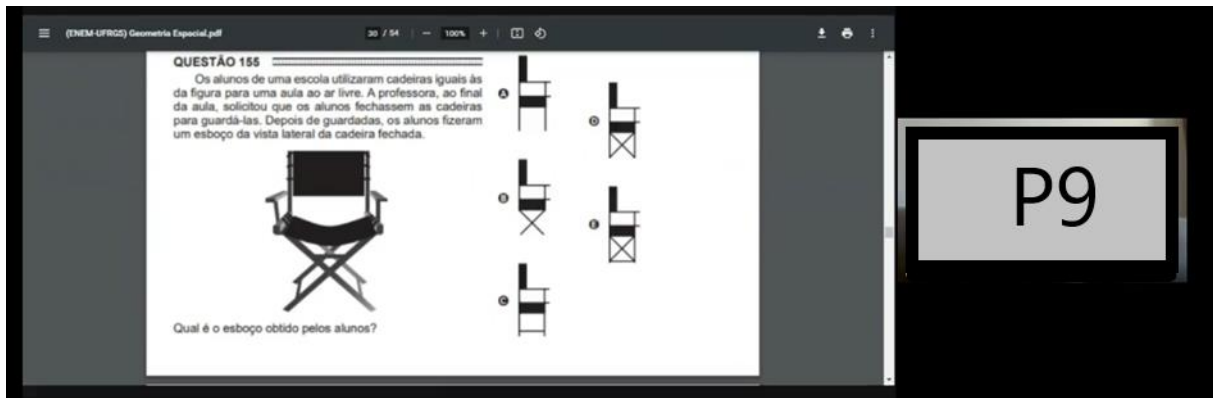 (ENEM-UFRGS) Geometria Espacial.pdf
30 / 54
100%
QUESTÃO 155
Os alunos de uma escola utilizaram cadeiras iguais às
da figura para uma aula ao ar livre. A professora, ao final
da aula, solicitou que os alunos fechassem as cadeiras
para guardá-las. Depois de guardadas, os alunos fizeram
um esboço da vista lateral da cadeira fechada.
Qual é o esboço obtido pelos alunos?
A
B
C
D
E
P9